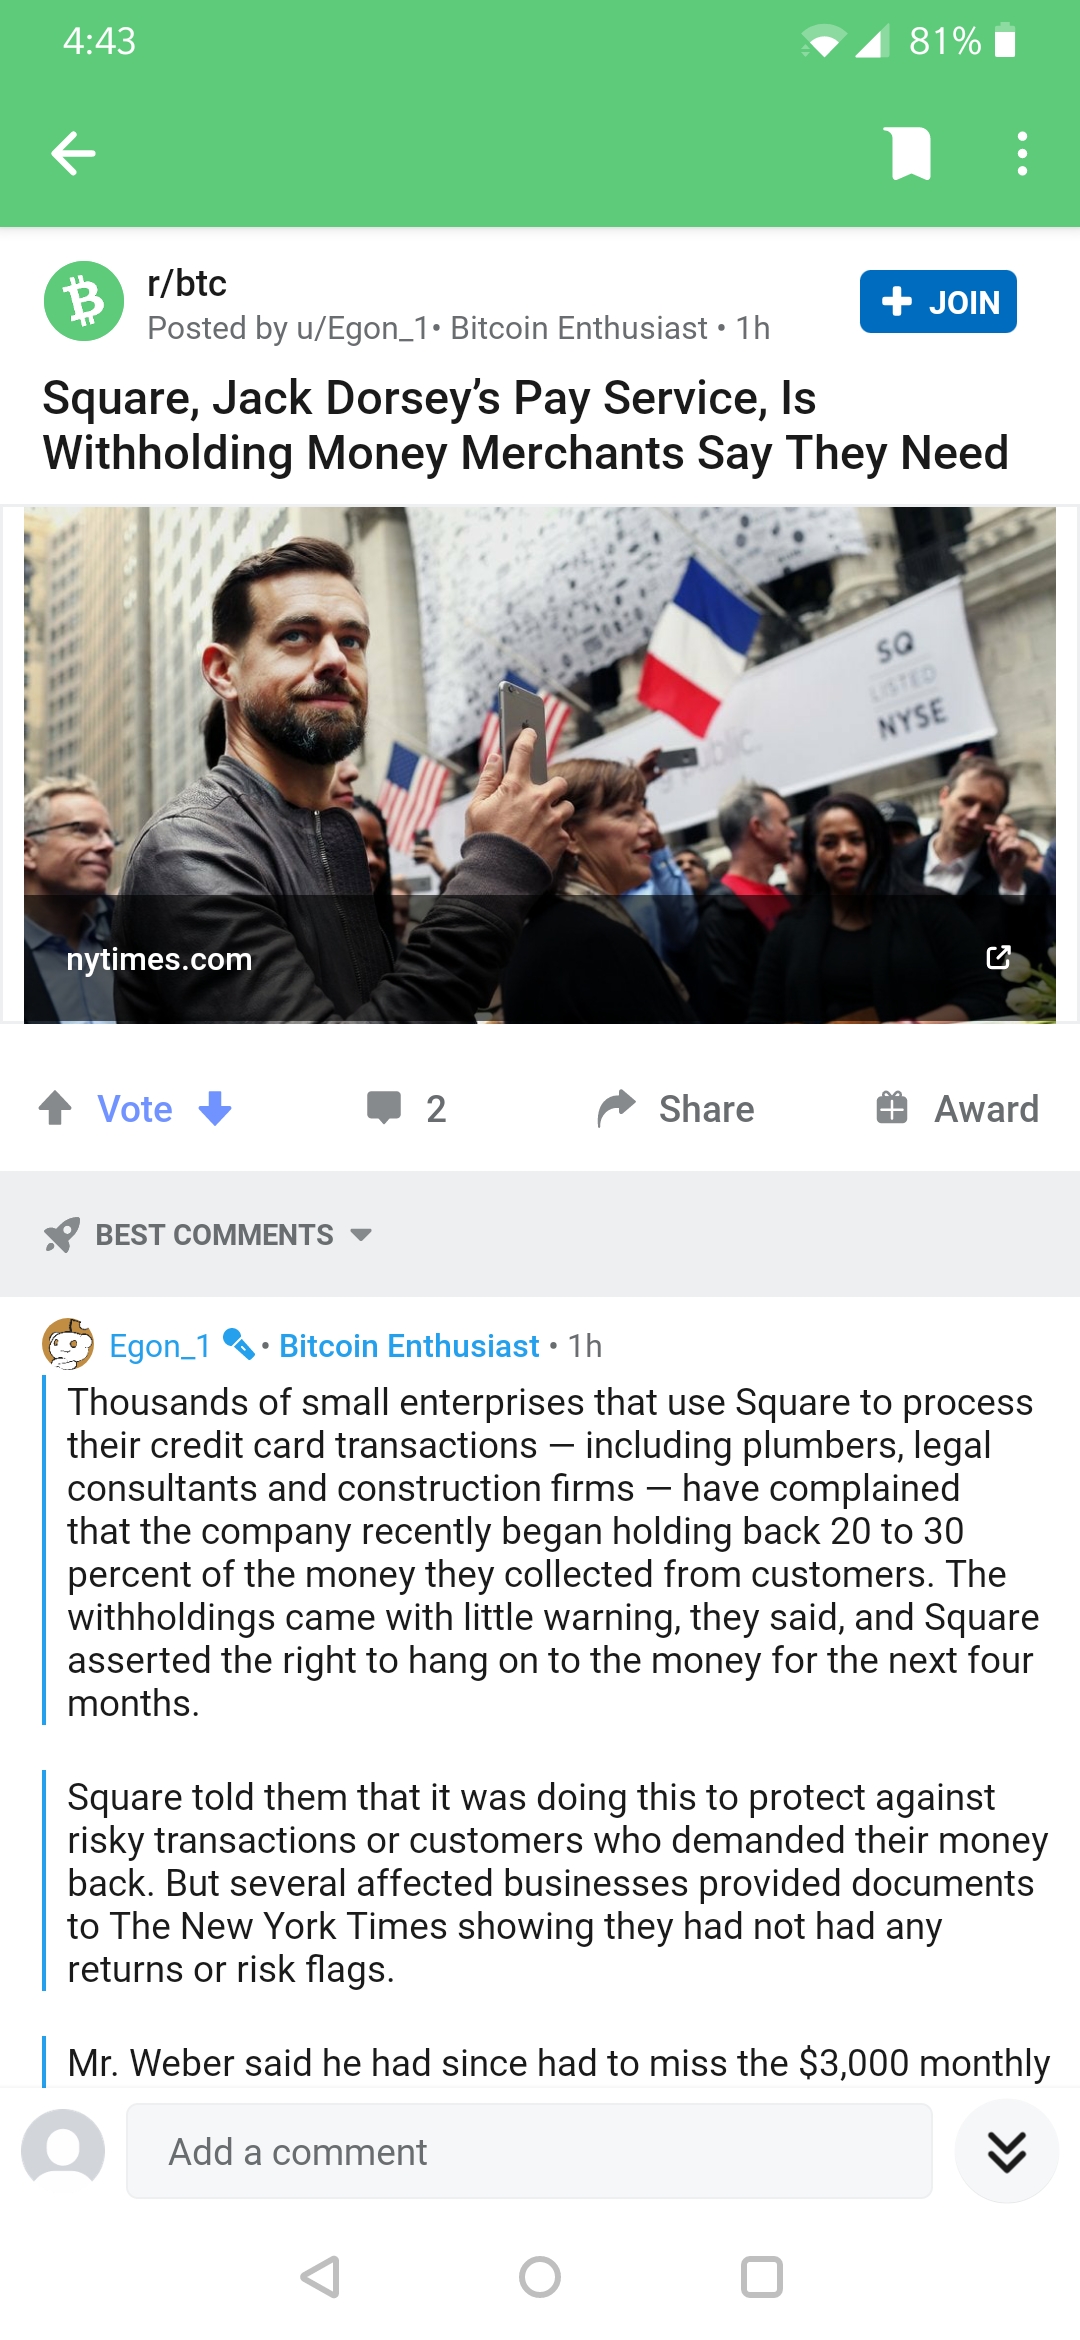 4:43
81%
r/btc
Posted by u/Egon_1• Bitcoin Enthusiast • 1h
JOIN
Square, Jack Dorsey’s Pay Service, Is
Withholding Money Merchants Say They Need
SQ
LISTED
NYSE
public.
nytimes.com
Vote
2
Share
Award
BEST COMMENTS
Egon_1 • Bitcoin Enthusiast • 1h
Thousands of small enterprises that use Square to process
their credit card transactions — including plumbers, legal
consultants and construction firms — have complained
that the company recently began holding back 20 to 30
percent of the money they collected from customers. The
withholdings came with little warning, they said, and Square
asserted the right to hang on to the money for the next four
months.
Square told them that it was doing this to protect against
risky transactions or customers who demanded their money
back. But several affected businesses provided documents
to The New York Times showing they had not had any
returns or risk flags.
Mr. Weber said he had since had to miss the $3,000 monthly
Add a comment